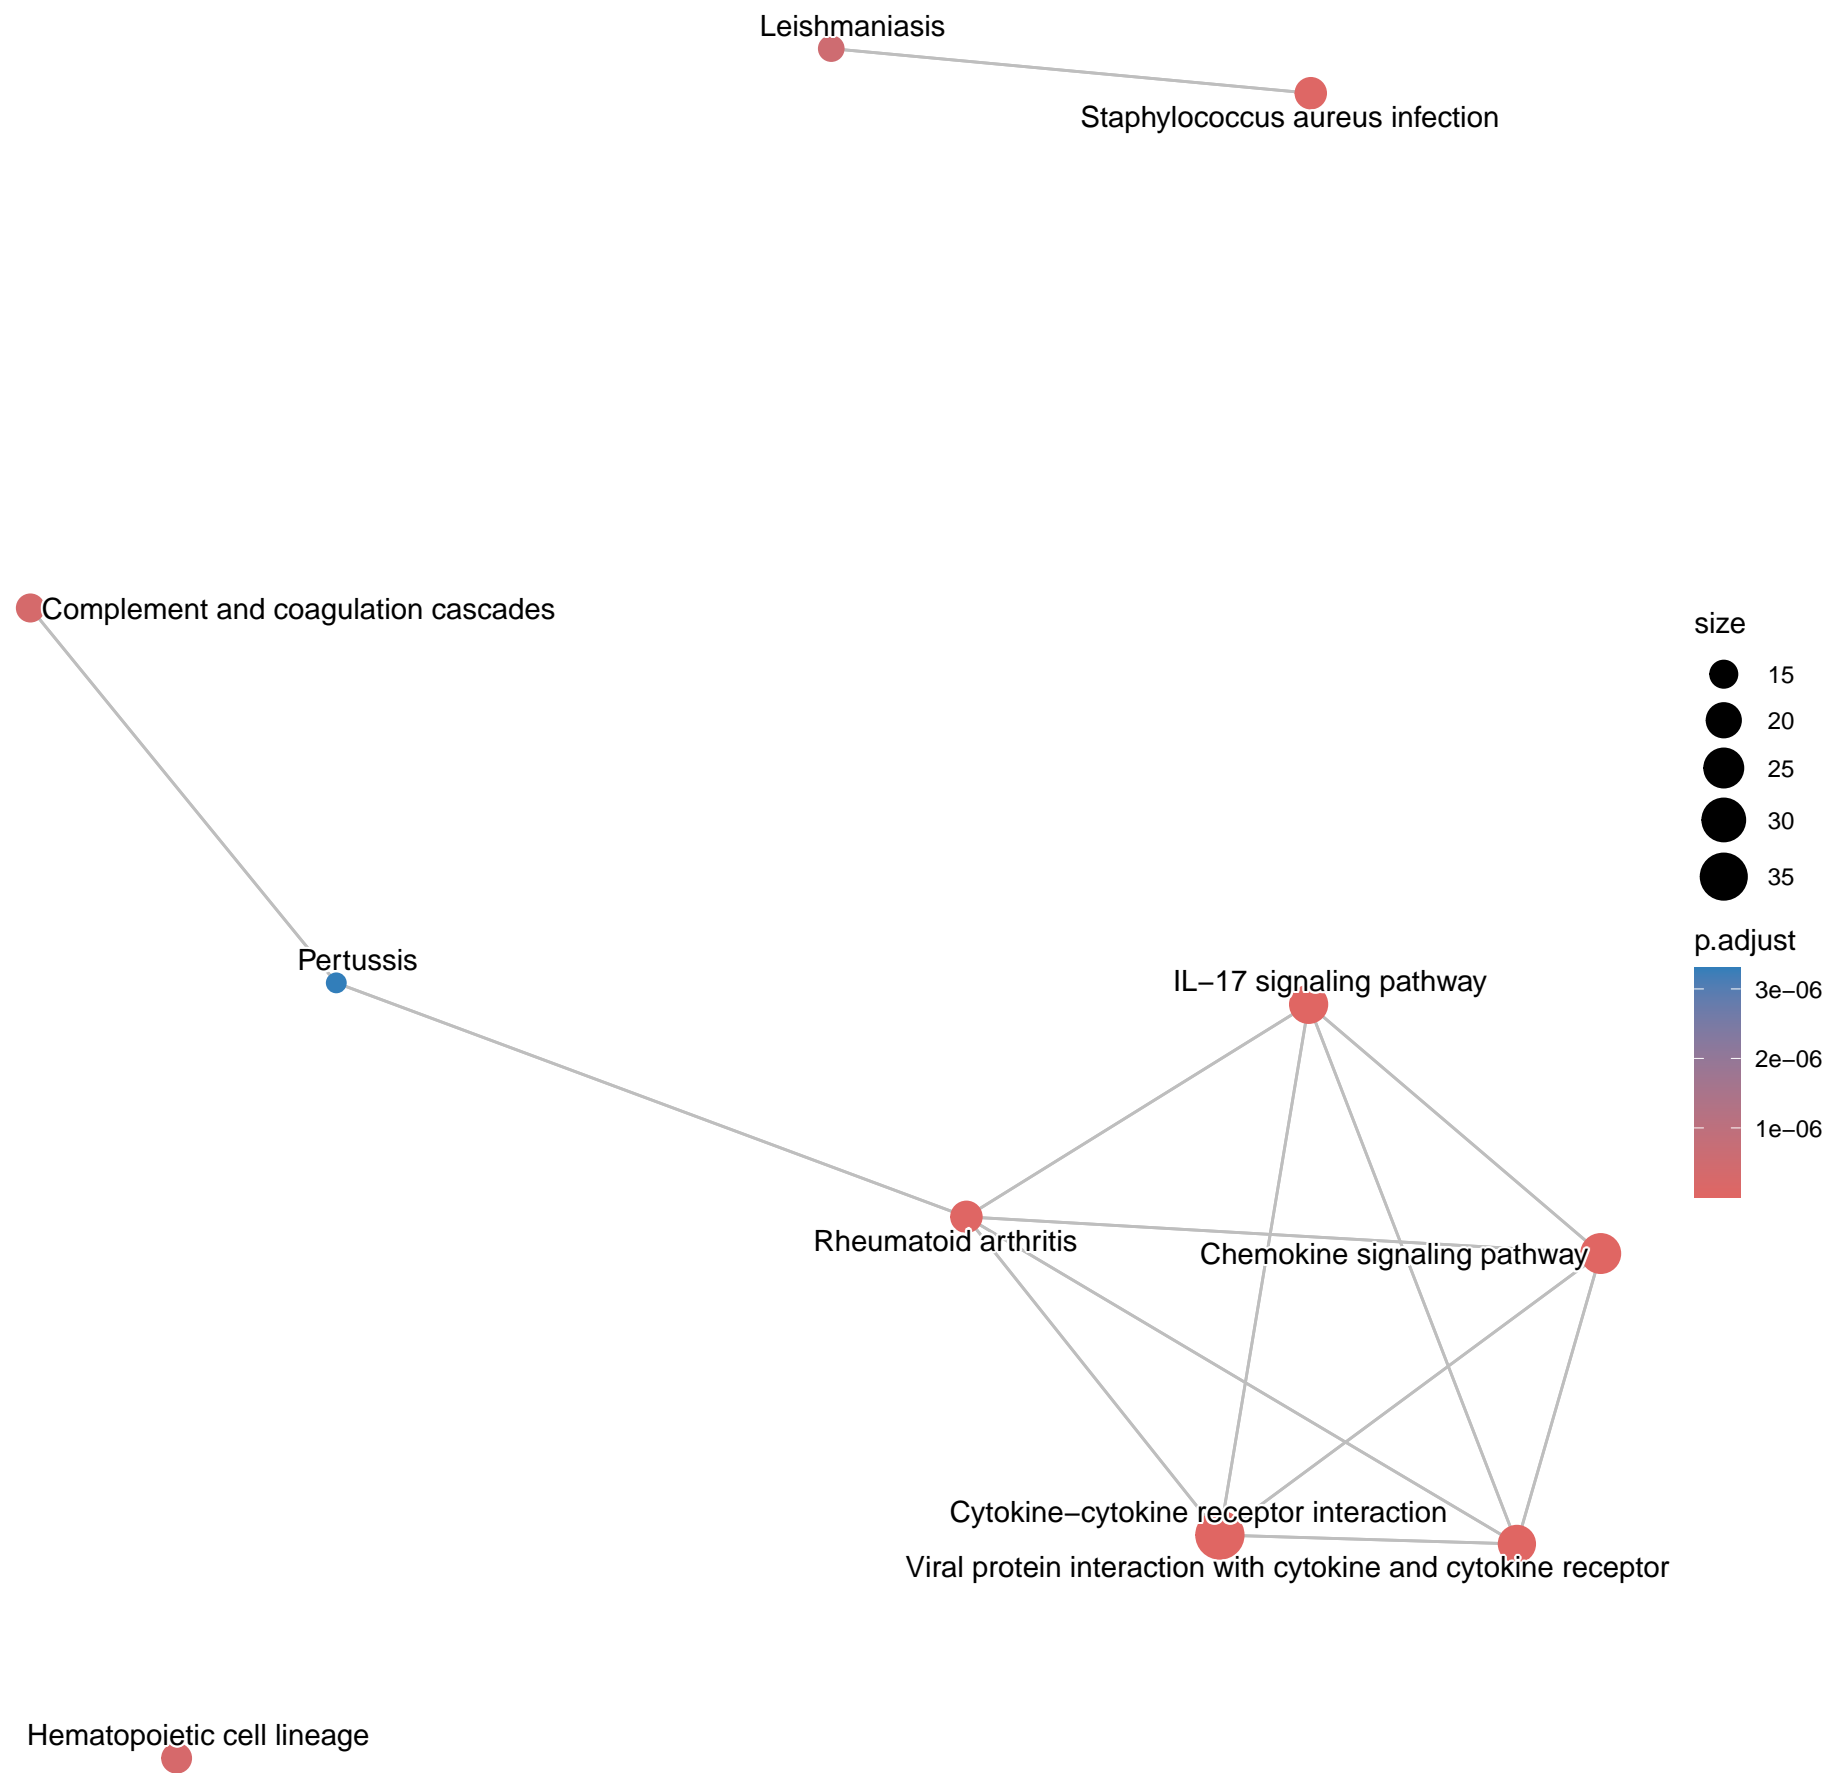 Leishmaniasis
Staphylococcus aureus infection
Complement and coagulation cascades
size
15
20
25
30
35
p.adjust
3e−06
2e−06
1e−06
Pertussis
IL−17 signaling pathway
Rheumatoid arthritis
Chemokine signaling pathway
Cytokine−cytokine receptor interaction
Viral protein interaction with cytokine and cytokine receptor
Hematopoietic cell lineage